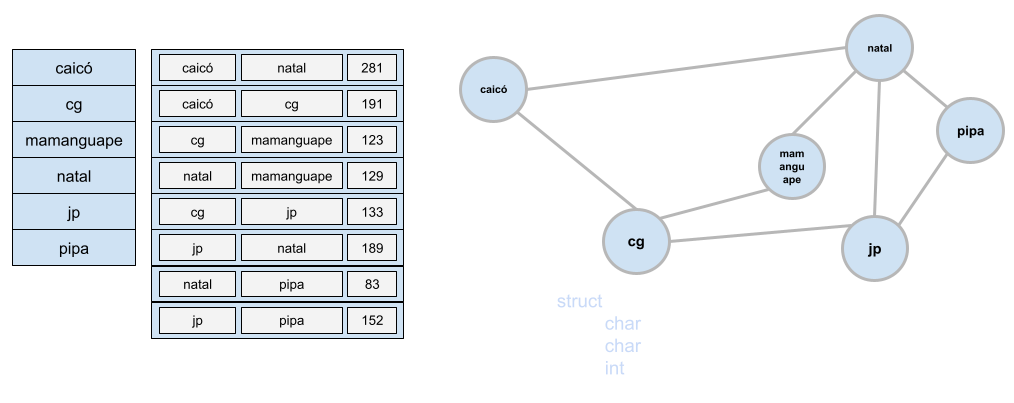 caicó
cg
mamanguape
natal
jp
pipa
caicó natal 281
caicó cg 191
cg mamanguape 123
natal mamanguape 129
cg jp 133
jp natal 189
natal pipa 83
jp pipa 152
natal
caicó
pipa
mam
angu
ape
cg
jp
struct
char
char
int